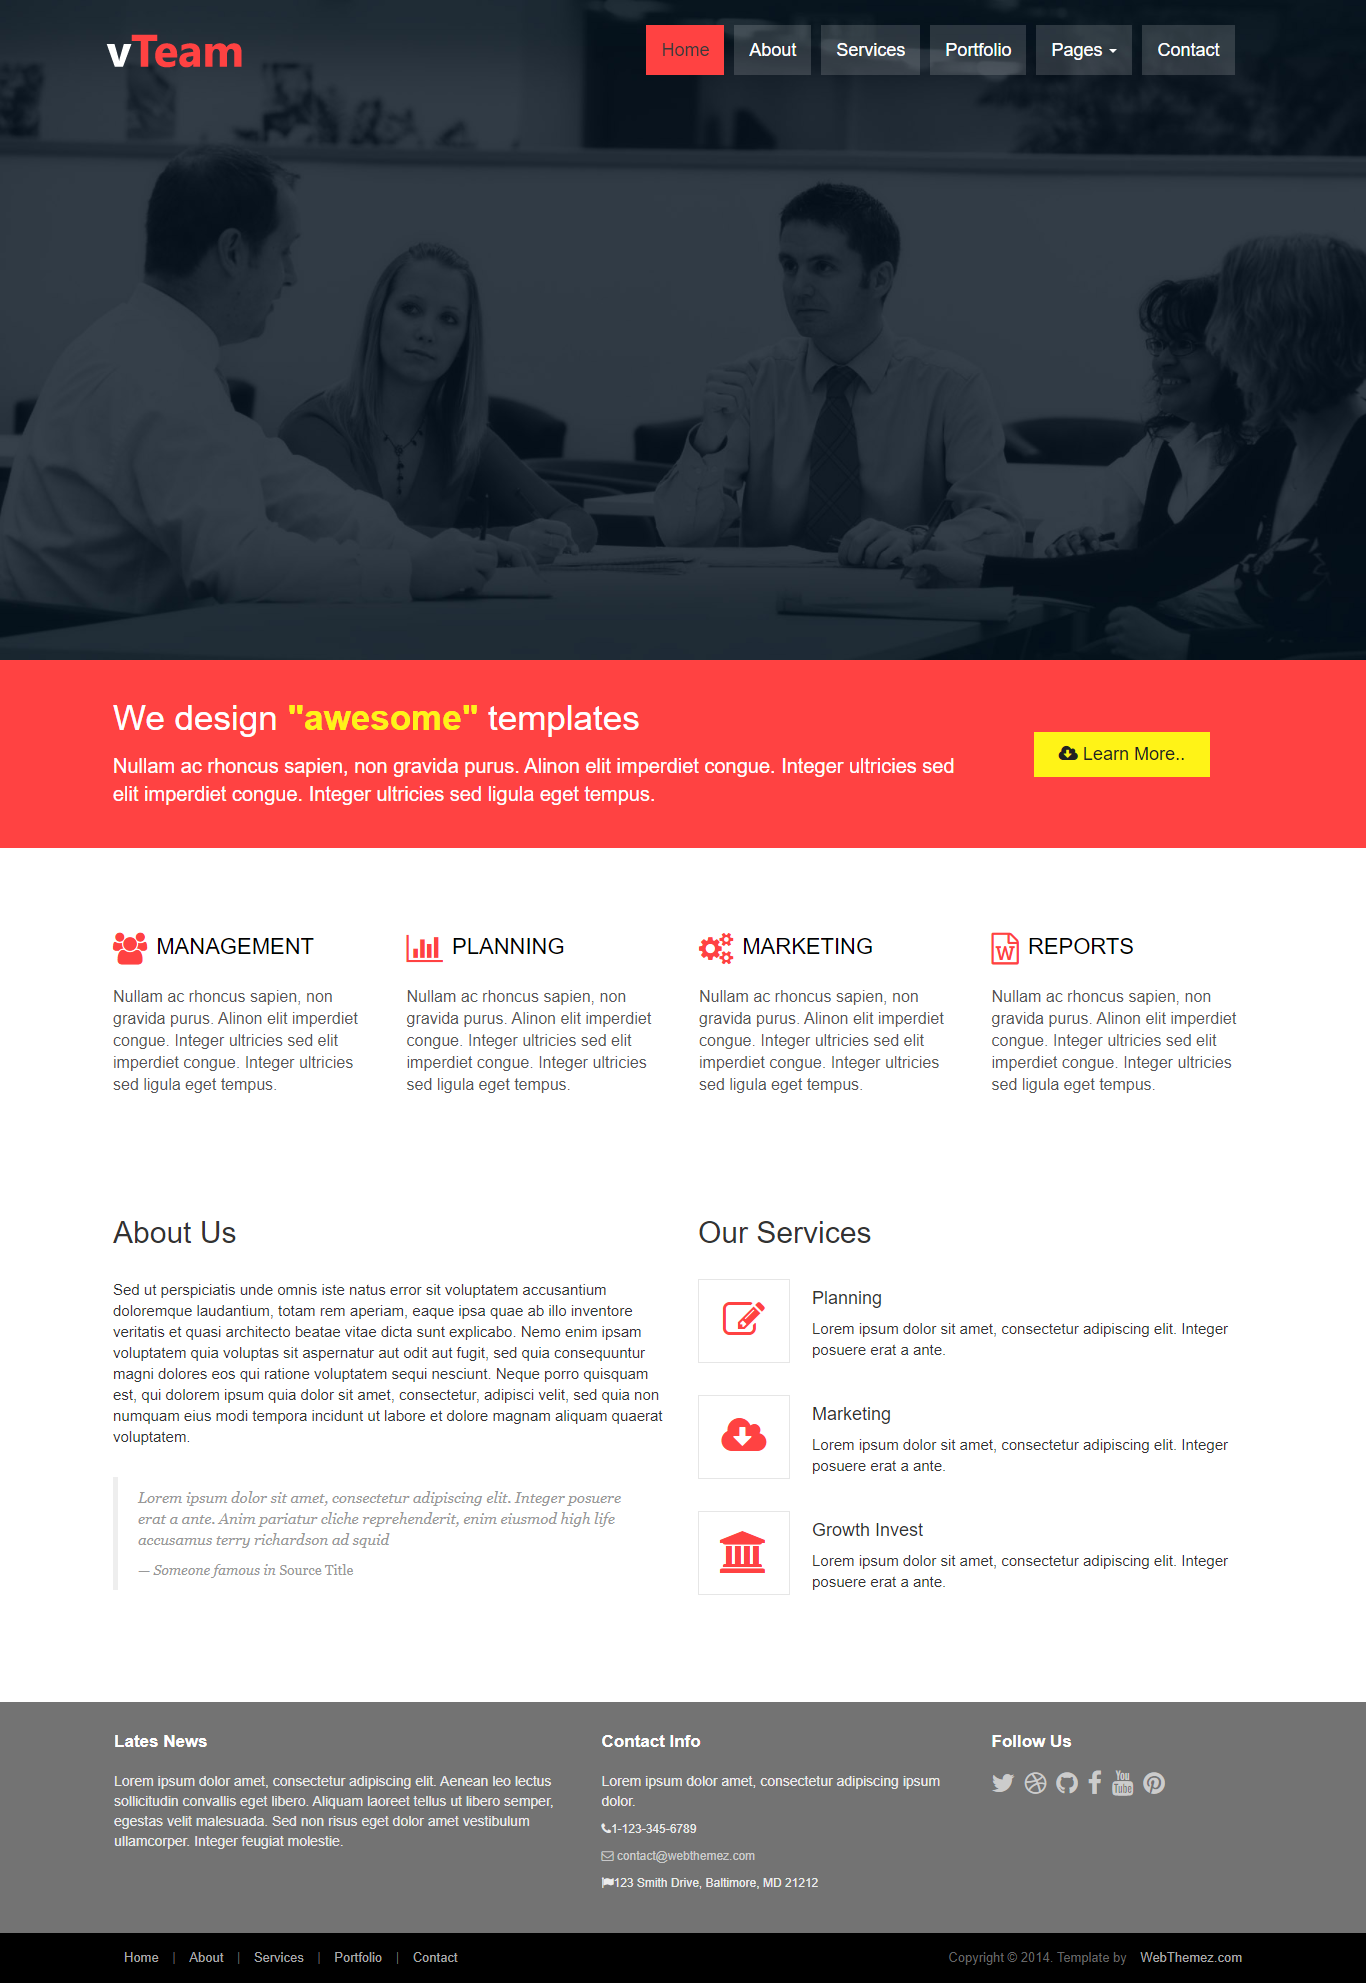 vTeam
Home About Services Portfolio Pages Contact
We design "awesome" templates
Nullam ac rhoncus sapien, non gravida purus. Alinon elit imperdiet congue. Integer ultricies sed
elit imperdiet congue. Integer ultricies sed ligula eget tempus.
Learn More..
MANAGEMENT
Nullam ac rhoncus sapien, non
gravida purus. Alinon elit imperdiet
congue. Integer ultricies sed elit
imperdiet congue. Integer ultricies
sed ligula eget tempus.
PLANNING
Nullam ac rhoncus sapien, non
gravida purus. Alinon elit imperdiet
congue. Integer ultricies sed elit
imperdiet congue. Integer ultricies
sed ligula eget tempus.
MARKETING
Nullam ac rhoncus sapien, non
gravida purus. Alinon elit imperdiet
congue. Integer ultricies sed elit
imperdiet congue. Integer ultricies
sed ligula eget tempus.
W REPORTS
Nullam ac rhoncus sapien, non
gravida purus. Alinon elit imperdiet
congue. Integer ultricies sed elit
imperdiet congue. Integer ultricies
sed ligula eget tempus.
About Us
Sed ut perspiciatis unde omnis iste natus error sit voluptatem accusantium
doloremque laudantium, totam rem aperiam, eaque ipsa quae ab illo inventore
veritatis et quasi architecto beatae vitae dicta sunt explicabo. Nemo enim ipsam
voluptatem quia voluptas sit aspernatur aut odit aut fugit, sed quia consequuntur
magni dolores eos qui ratione voluptatem sequi nesciunt. Neque porro quisquam
est, qui dolorem ipsum quia dolor sit amet, consectetur, adipisci velit, sed quia non
numquam eius modi tempora incidunt ut labore et dolore magnam aliquam quaerat
voluptatem.
Lorem ipsum dolor sit amet, consectetur adipiscing elit. Integer posuere
erat a ante. Anim pariatur cliche reprehenderit, enim eiusmod high life
accusamus terry richardson ad squid
— Someone famous in Source Title
Our Services
Planning
Lorem ipsum dolor sit amet, consectetur adipiscing elit. Integer
posuere erat a ante.
Marketing
Lorem ipsum dolor sit amet, consectetur adipiscing elit. Integer
posuere erat a ante.
Growth Invest
Lorem ipsum dolor sit amet, consectetur adipiscing elit. Integer
posuere erat a ante.
Lates News
Lorem ipsum dolor amet, consectetur adipiscing elit. Aenean leo lectus
sollicitudin convallis eget libero. Aliquam laoreet tellus ut libero semper,
egestas velit malesuada. Sed non risus eget dolor amet vestibulum
ullamcorper. Integer feugiat molestie.
Contact Info
Lorem ipsum dolor amet, consectetur adipiscing ipsum
dolor.
1-123-345-6789
contact@webthemez.com
123 Smith Drive, Baltimore, MD 21212
Follow Us
You
Tube
Home | About | Services | Portfolio | Contact
Copyright © 2014. Template by WebThemez.com